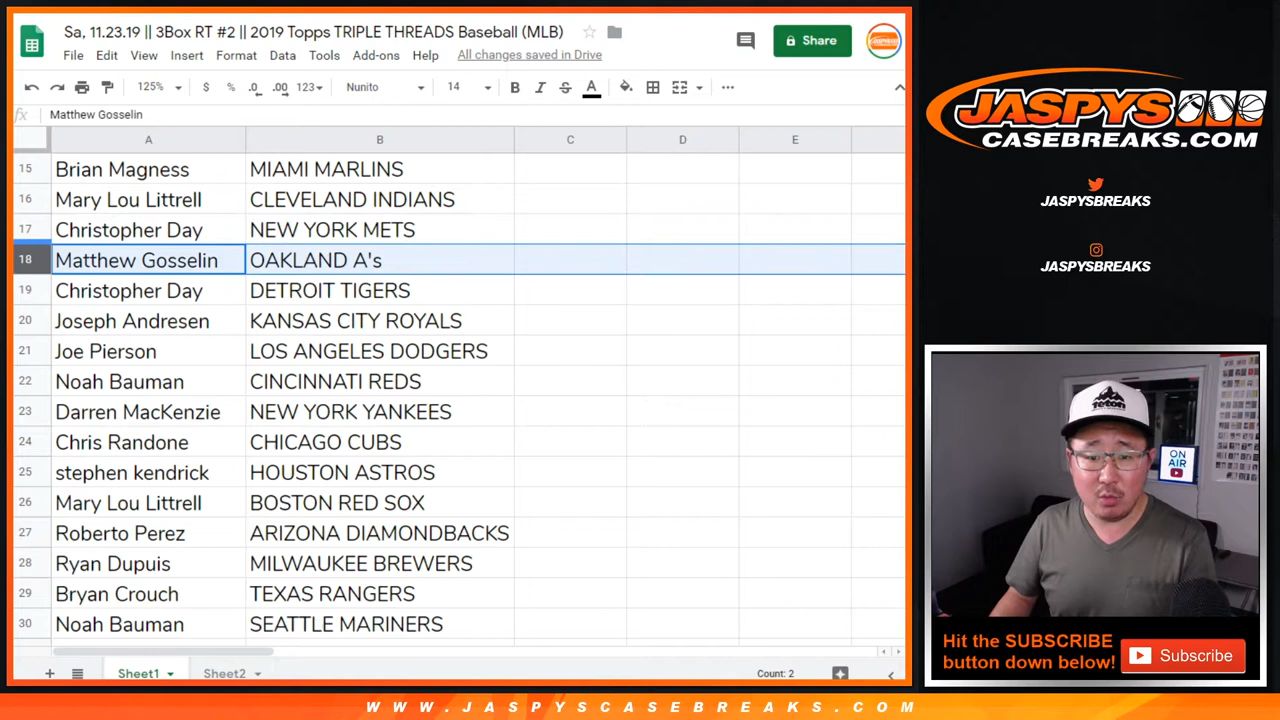 Sa, 11.23.19 || 3Box RT #2 || 2019 Topps TRIPLE THREADS Baseball (MLB)
File Edit View Insert Format Data Tools Add-ons Help All changes saved in Drive
Share
125% $ % .0 .00 123 Nunito 14 B I S A
fx Matthew Gosselin
A B C D E
15 Brian Magness MIAMI MARLINS
16 Mary Lou Littrell CLEVELAND INDIANS
17 Christopher Day NEW YORK METS
18 Matthew Gosselin OAKLAND A's
19 Christopher Day DETROIT TIGERS
20 Joseph Andresen KANSAS CITY ROYALS
21 Joe Pierson LOS ANGELES DODGERS
22 Noah Bauman CINCINNATI REDS
23 Darren MacKenzie NEW YORK YANKEES
24 Chris Randone CHICAGO CUBS
25 stephen kendrick HOUSTON ASTROS
26 Mary Lou Littrell BOSTON RED SOX
27 Roberto Perez ARIZONA DIAMONDBACKS
28 Ryan Dupuis MILWAUKEE BREWERS
29 Bryan Crouch TEXAS RANGERS
30 Noah Bauman SEATTLE MARINERS
Sheet1 Sheet2 Count: 2
JASPYS
CASEBREAKS.COM
JASPYSBREAKS
JASPYSBREAKS
Teton
ON
AIR
Hit the SUBSCRIBE
button down below!
Subscribe
WWW.JASPYSCASEBREAKS.COM